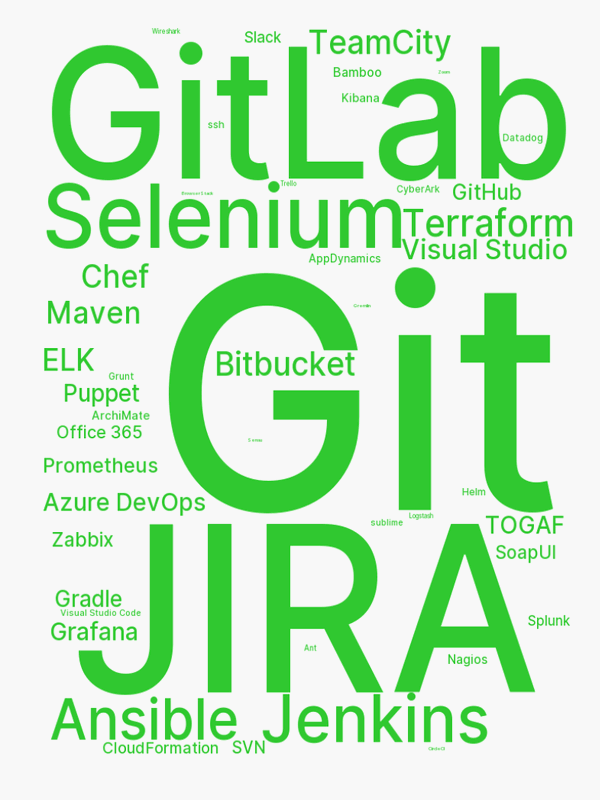 Wireshark
Slack
TeamCity
GitLab
Bamboo
Zoom
Kibana
ssh
Datadog
Trello
BrowserStack
CyberArk
GitHub
Selenium
Terraform
Visual Studio
AppDynamics
Chef
Git
Maven
ELK
Bitbucket
Grunt
Puppet
ArchiMate
Office 365
Prometheus
Helm
Azure DevOps
Logstash
sublime
TOGAF
JIRA
Zabbix
SoapUI
Gradle
Visual Studio Code
Splunk
Grafana
Ant
Nagios
Ansible
Jenkins
CloudFormation
SVN